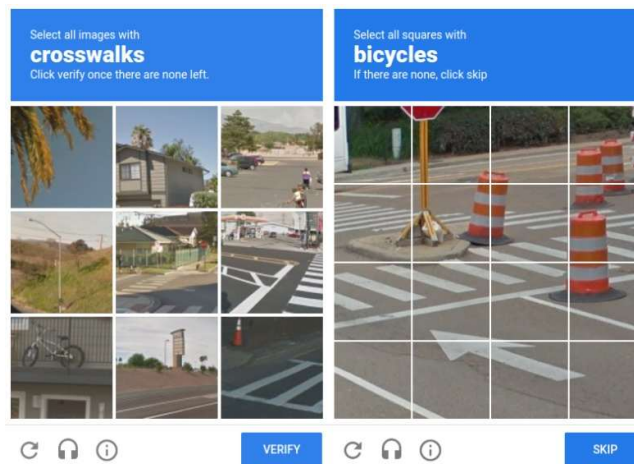 Select all images with
crosswalks
Click verify once there are none left.
VERIFY
Select all squares with
bicycles
If there are none, click skip
SKIP